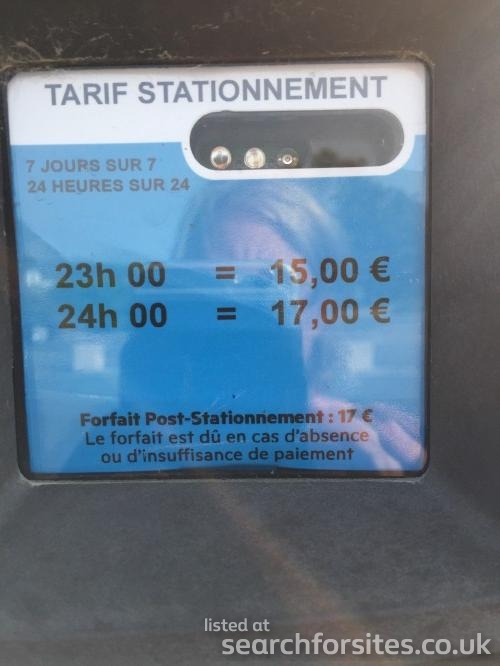 TARIF STATIONNEMENT
7 JOURS SUR 7
24 HEURES SUR 24
23h 00 = 15,00 €
24h 00 = 17,00 €
Forfait Post-Stationnement : 17 €
Le forfait est dû en cas d'absence
ou d'insuffisance de paiement
listed at
searchforsites.co.uk